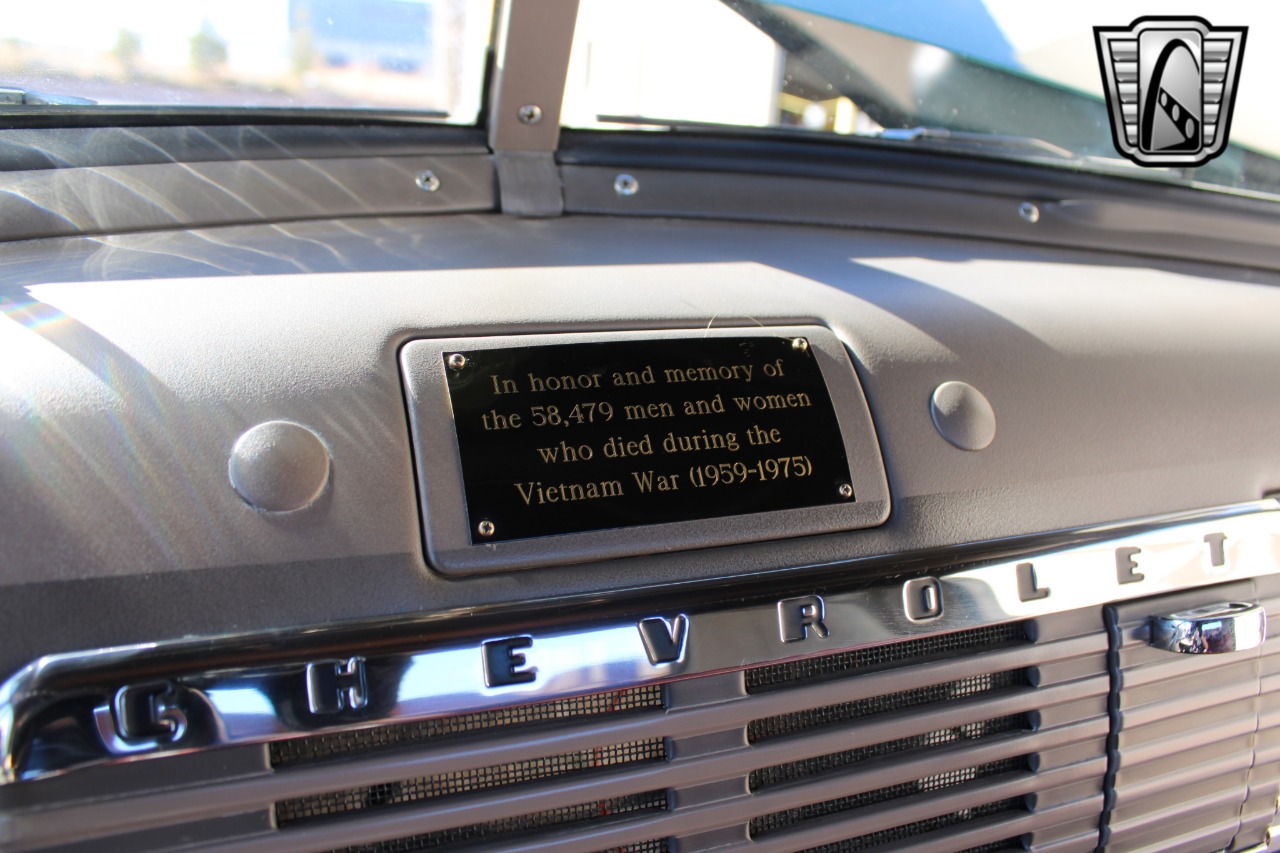 In honor and memory of
the 58,479 men and women
who died during the
Vietnam War (1959-1975)
CHEVROLET